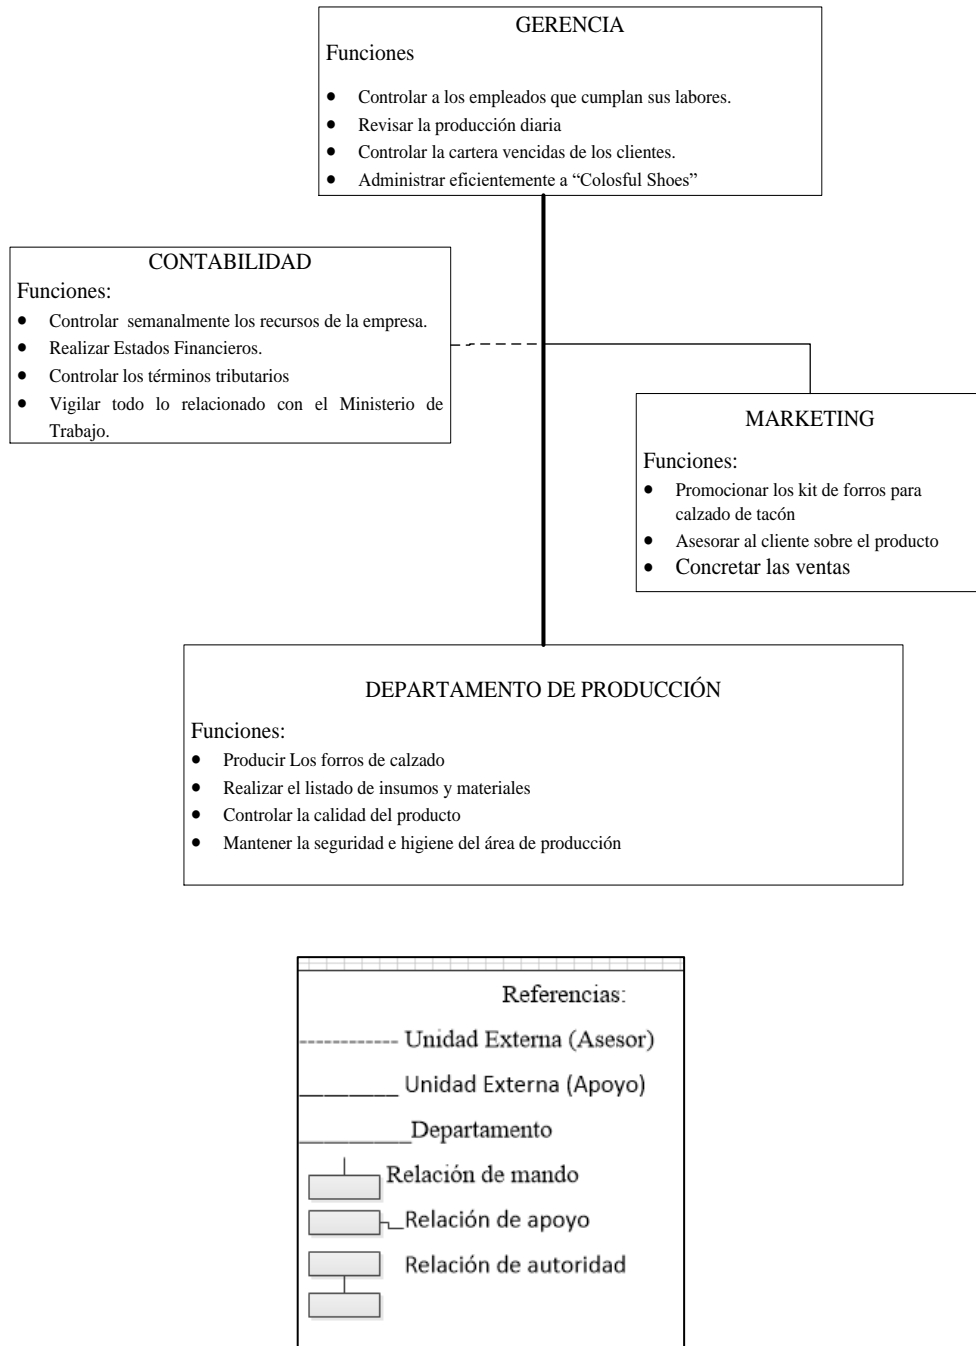 GERENCIA
Funciones
• Controlar a los empleados que cumplan sus labores.
• Revisar la producción diaria
• Controlar la cartera vencidas de los clientes.
• Administrar eficientemente a “Colosful Shoes”
CONTABILIDAD
Funciones:
• Controlar semanalmente los recursos de la empresa.
• Realizar Estados Financieros.
• Controlar los términos tributarios
• Vigilar todo lo relacionado con el Ministerio de
Trabajo.
MARKETING
Funciones:
• Promocionar los kit de forros para
calzado de tacón
• Asesorar al cliente sobre el producto
• Concretar las ventas
DEPARTAMENTO DE PRODUCCIÓN
Funciones:
• Producir Los forros de calzado
• Realizar el listado de insumos y materiales
• Controlar la calidad del producto
• Mantener la seguridad e higiene del área de producción
Referencias:
Unidad Externa (Asesor)
Unidad Externa (Apoyo)
Departamento
Relación de mando
Relación de apoyo
Relación de autoridad